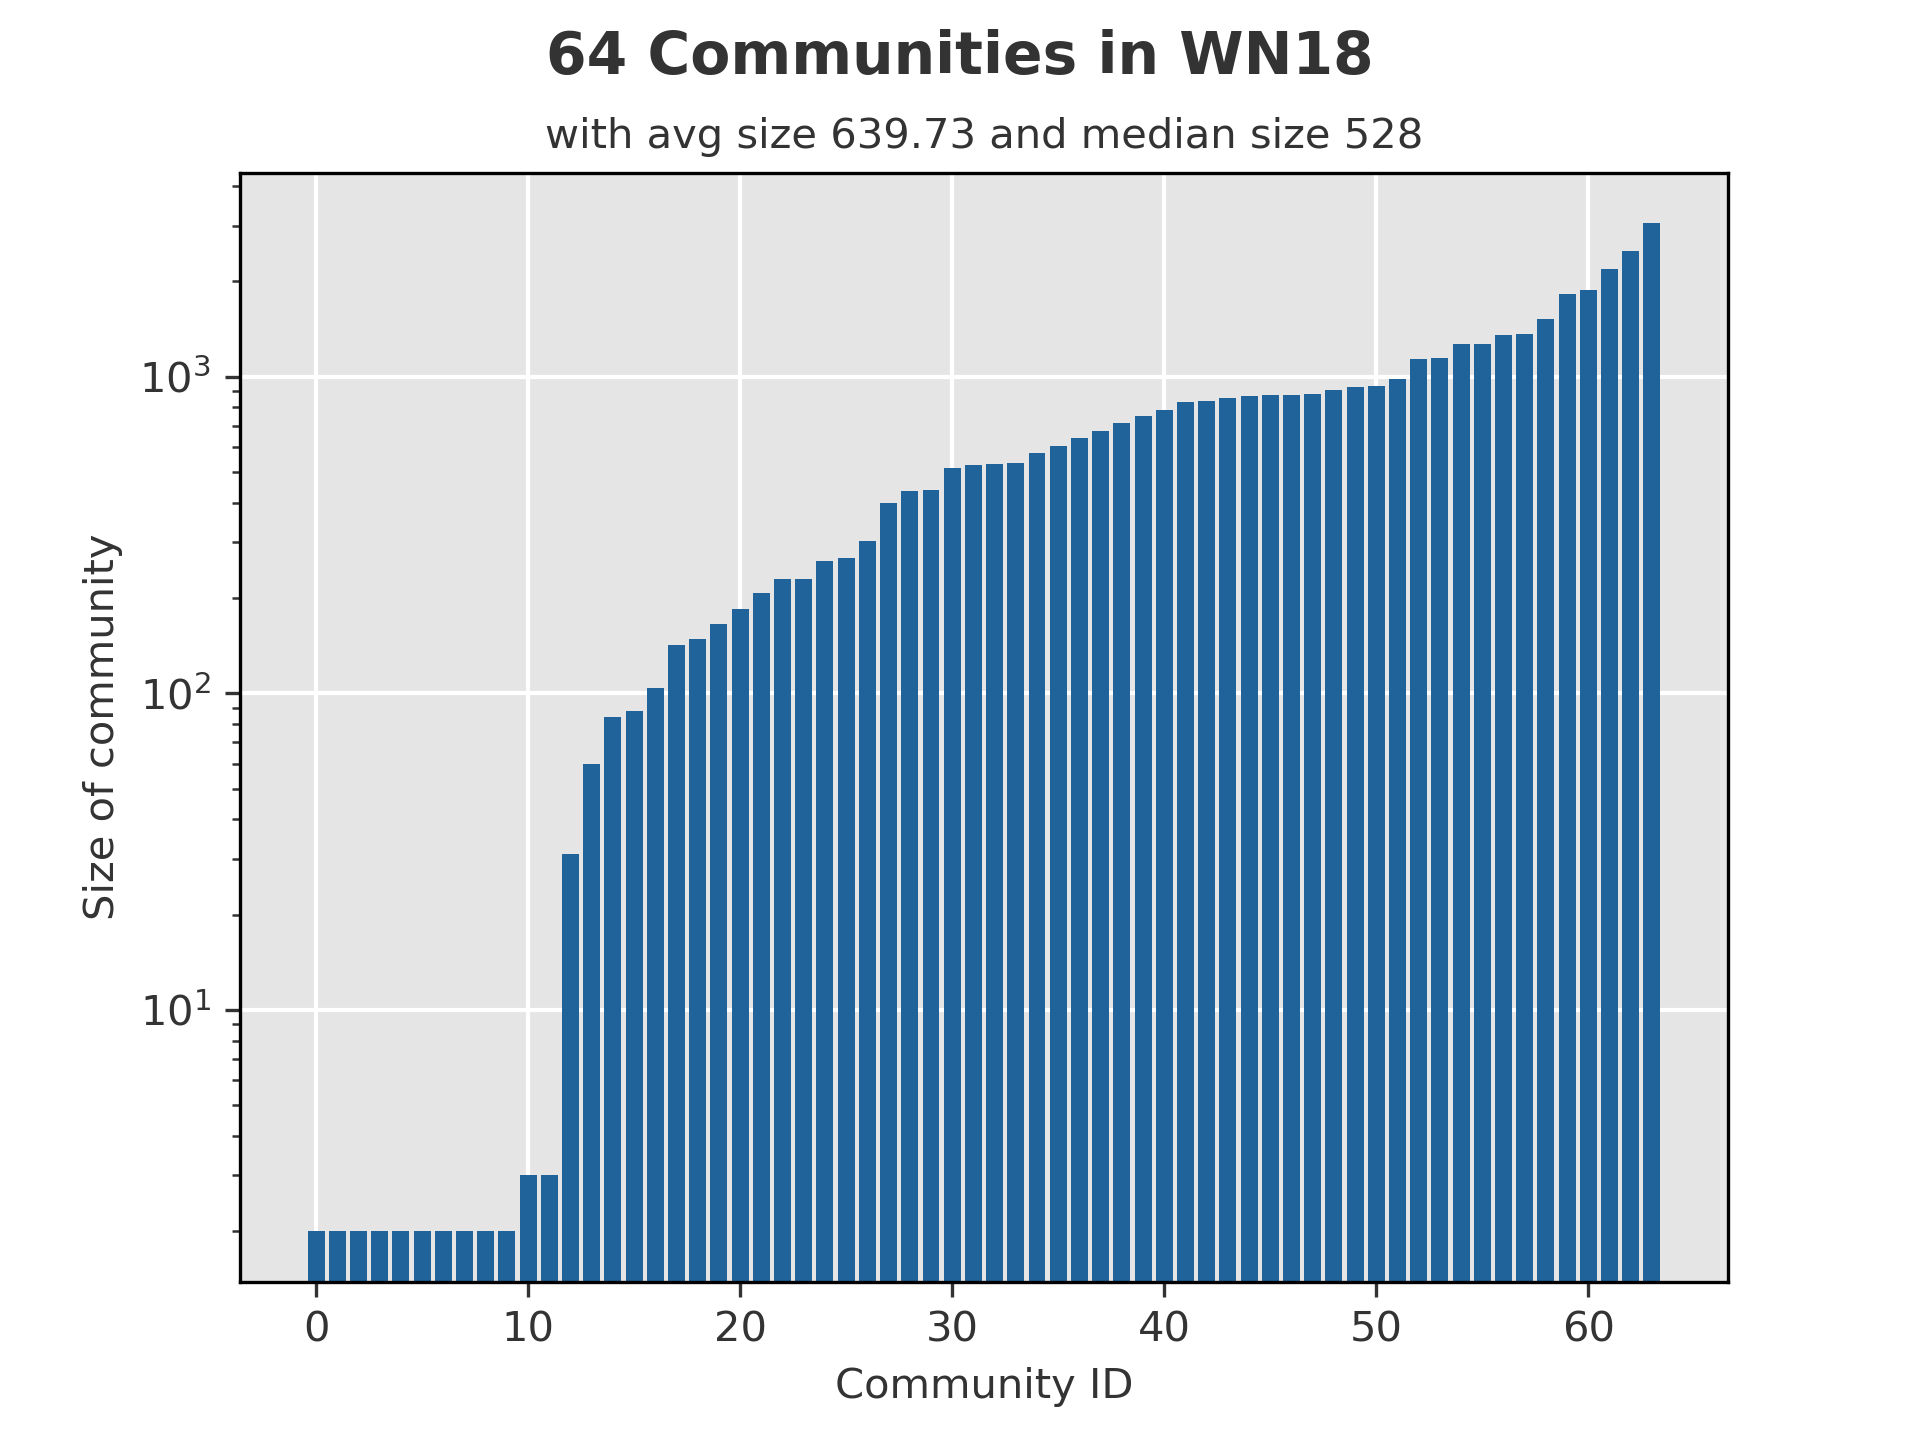 64 Communities in WN18
with avg size 639.73 and median size 528
Size of community
10³
10²
10¹
0 10 20 30 40 50 60
Community ID